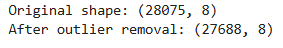 Original shape: (28075, 8)
After outlier removal: (27688, 8)